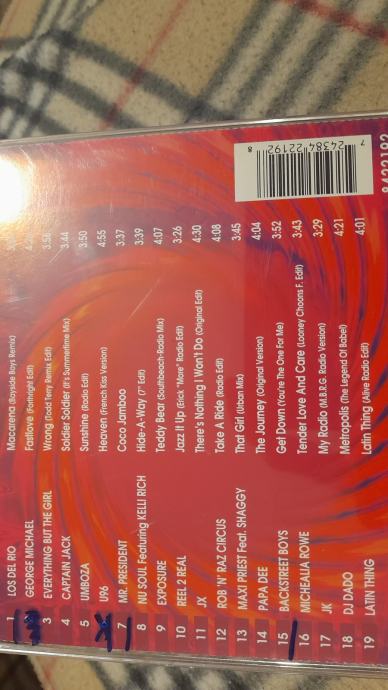 1 LOS DEL RIO Macarena (Bayside Boys Remix)
GEORGE MICHAEL Fastlove (Forthright Edit)
3 EVERYTHING BUT THE GIRL Wrong (Todd Terry Remix Edit) 3:56
4 CAPTAIN JACK Soldier Soldier (It's Summertime Mix) 3:44
5 UMBOZA Sunshine (Radio Edit) 3:50
U96 Heaven (French Kiss Version) 4:55
7 MR. PRESIDENT Coco Jamboo 3:37
8 NU SOUL Featuring KELLI RICH Hide-A-Way (7" Edit) 3:39
9 EXPOSURE Teddy Bear (Southbeach-Radio Mix) 4:07
10 REEL 2 REAL Jazz It Up (Erick "More" Radio Edit) 3:26
11 JX There's Nothing I Won't Do (Original Edit) 4:30
12 ROB 'N' RAZ CIRCUS Take A Ride (Radio Edit) 4:08
13 MAXI PRIEST Feat. SHAGGY That Girl (Urban Mix) 3:45
14 PAPA DEE The Journey (Original Version) 4:04
15 BACKSTREET BOYS Get Down (You're The One For Me) 3:52
16 MICHEALIA ROWE Tender Love And Care (Looney Choons F. Edit) 3:43
17 JK My Radio (M.B.R.G. Radio Version) 3:29
18 DJ DADO Metropolis (The Legend Of Babel) 4:21
19 LATIN THING Latin Thing (Alive Radio Edit) 4:01
7 24384 22192 8
8422192